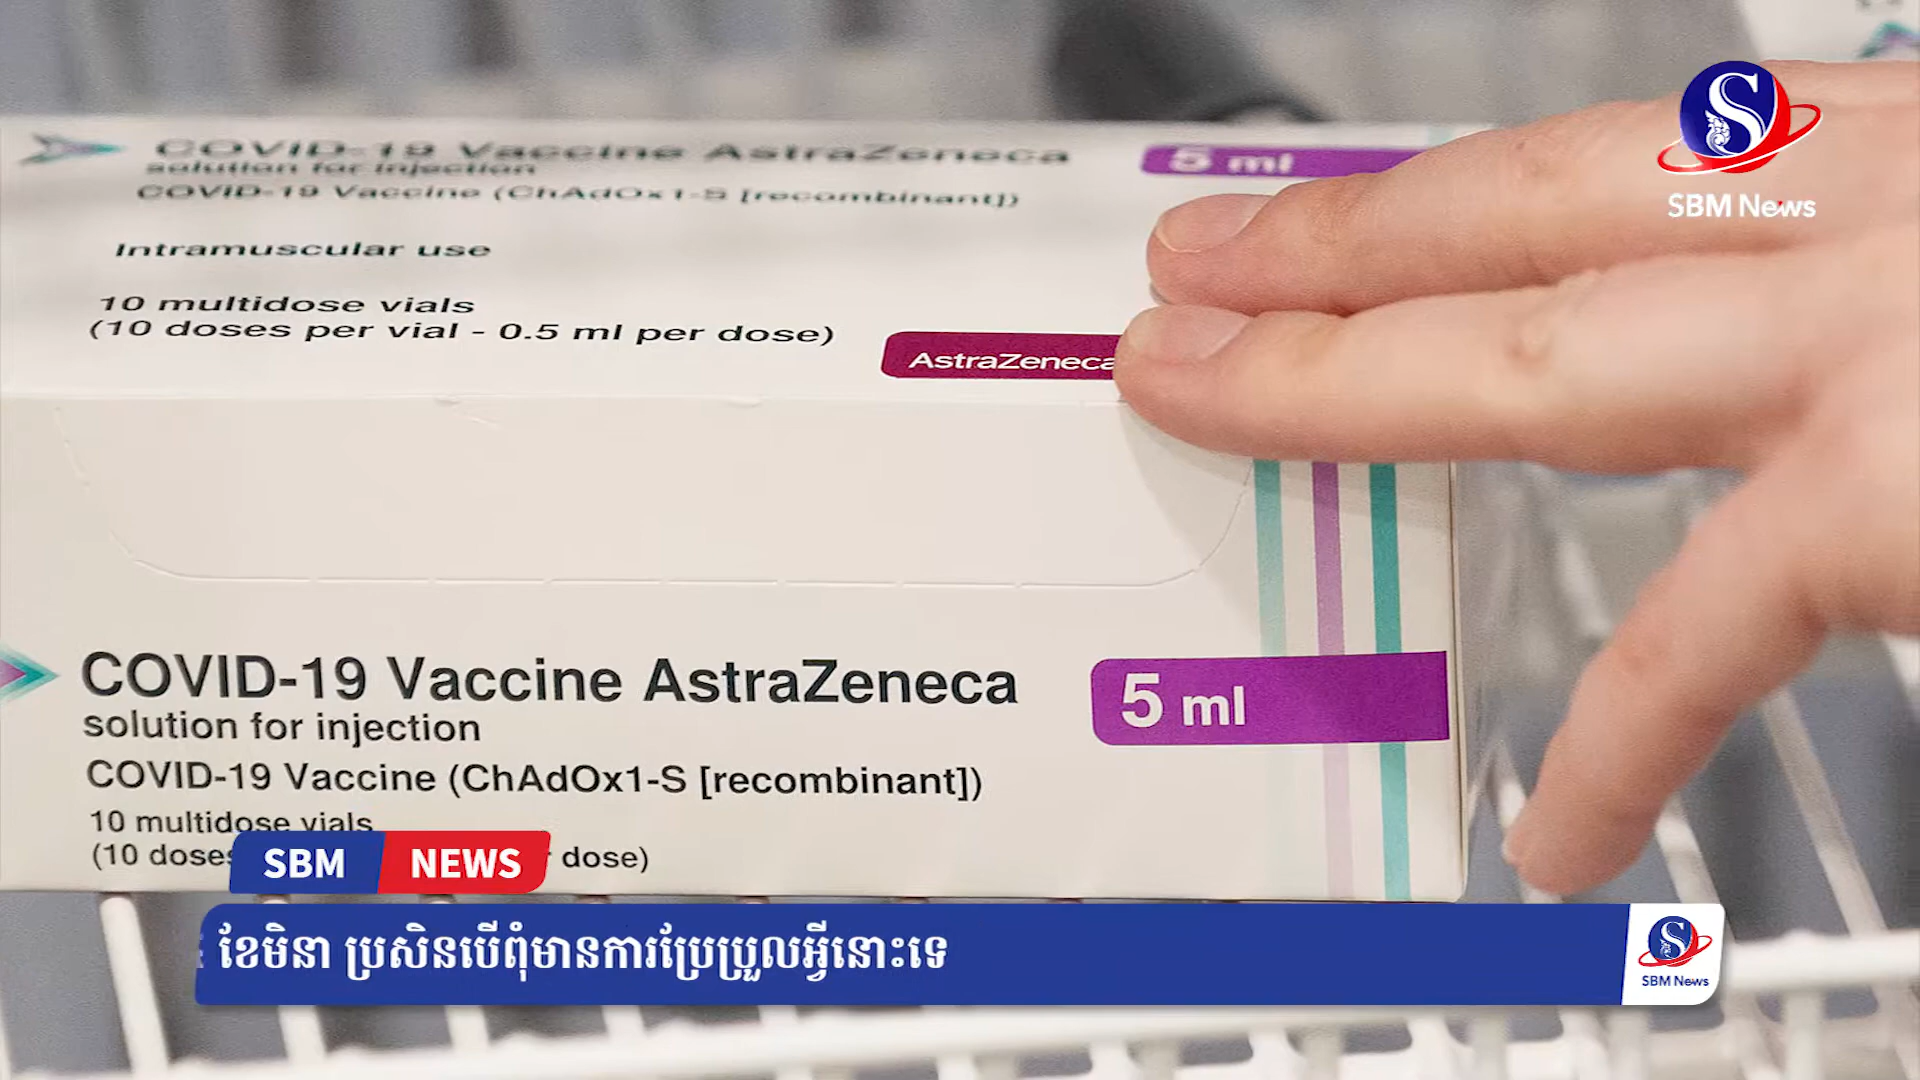 COVID-19 Vaccine AstraZeneca
solution for injection
COVID-19 Vaccine (ChAdOx1-S [recombinant])
5 ml
Intramuscular use
10 multidose vials
(10 doses per vial - 0.5 ml per dose)
AstraZeneca
SBM News
COVID-19 Vaccine AstraZeneca
solution for injection
5 ml
COVID-19 Vaccine (ChAdOx1-S [recombinant])
10 multidose vials
(10 doses
dose)
SBM NEWS
ខែមិនា ប្រសិនបើពុំមានការប្រែប្រួលអ្វីនោះទេ
SBM News